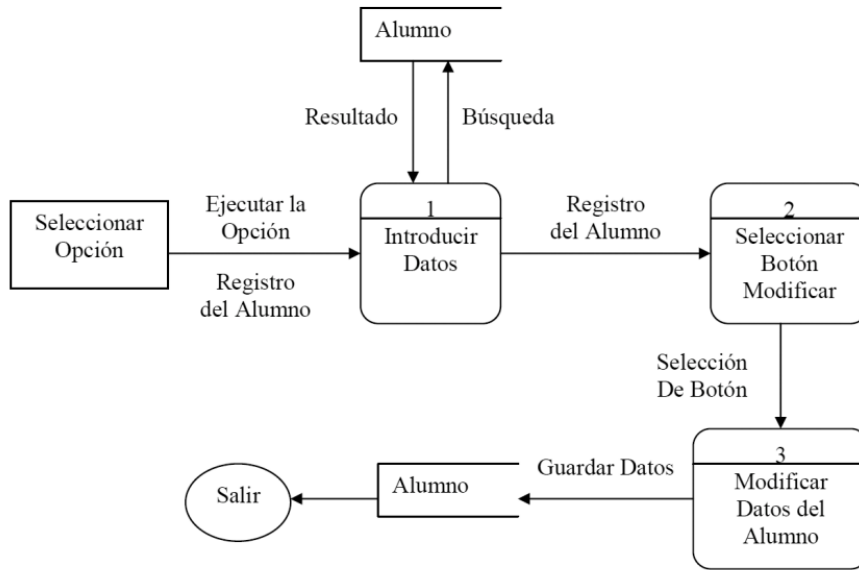 Alumno
Resultado
Búsqueda
Seleccionar
Opción
Ejecutar la
Opción
Registro
del Alumno
1
Introducir
Datos
Registro
del Alumno
2
Seleccionar
Botón
Modificar
Selección
De Botón
3
Modificar
Datos del
Alumno
Guardar Datos
Alumno
Salir